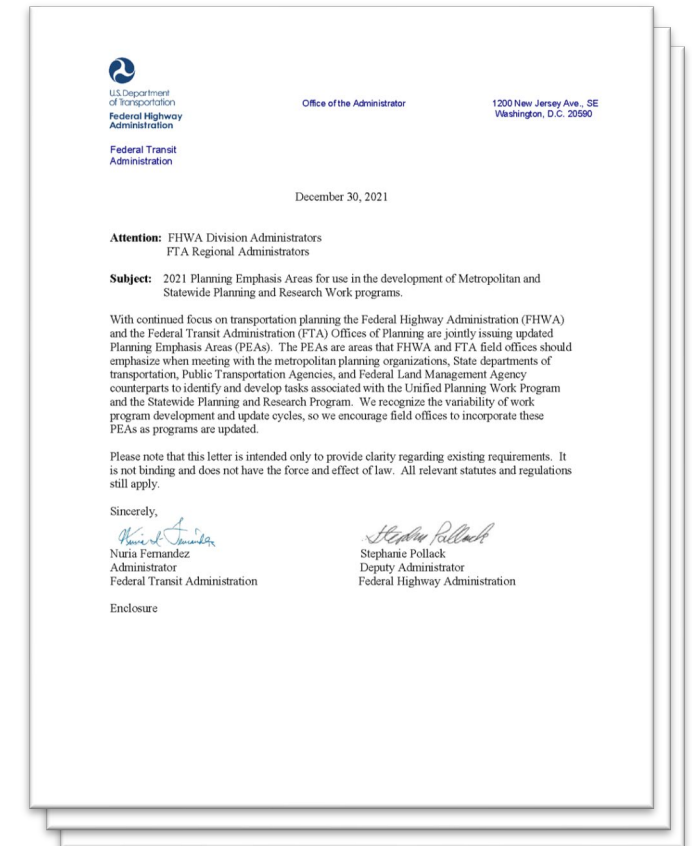 U.S. Department
of Transportation
Federal Highway
Administration
Federal Transit
Administration
Office of the Administrator
1200 New Jersey Ave., SE
Washington, D.C. 20590
December 30, 2021
Attention: FHWA Division Administrators
FTA Regional Administrators
Subject: 2021 Planning Emphasis Areas for use in the development of Metropolitan and
Statewide Planning and Research Work programs.
With continued focus on transportation planning the Federal Highway Administration (FHWA)
and the Federal Transit Administration (FTA) Offices of Planning are jointly issuing updated
Planning Emphasis Areas (PEAs). The PEAs are areas that FHWA and FTA field offices should
emphasize when meeting with the metropolitan planning organizations, State departments of
transportation, Public Transportation Agencies, and Federal Land Management Agency
counterparts to identify and develop tasks associated with the Unified Planning Work Program
and the Statewide Planning and Research Program. We recognize the variability of work
program development and update cycles, so we encourage field offices to incorporate these
PEAs as programs are updated.
Please note that this letter is intended only to provide clarity regarding existing requirements. It
is not binding and does not have the force and effect of law. All relevant statutes and regulations
still apply.
Sincerely,
Stephanie Pollack
Nuria Fernandez
Administrator
Federal Transit Administration
Stephanie Pollack
Deputy Administrator
Federal Highway Administration
Enclosure